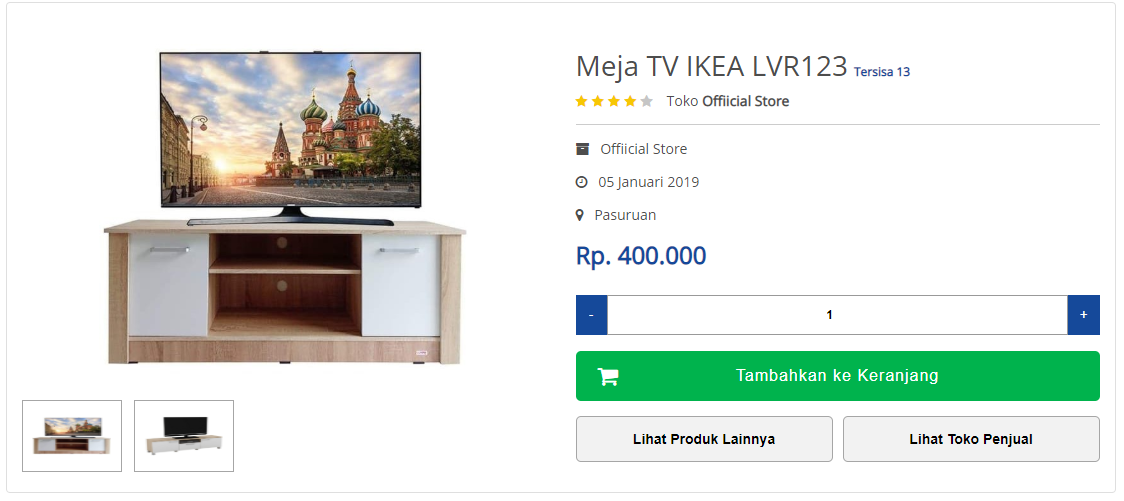 Meja TV IKEA LVR123 Tersisa 13
Toko Offiicial Store
Offiicial Store
05 Januari 2019
Pasuruan
Rp. 400.000
- 1 +
Tambahkan ke Keranjang
Lihat Produk Lainnya
Lihat Toko Penjual